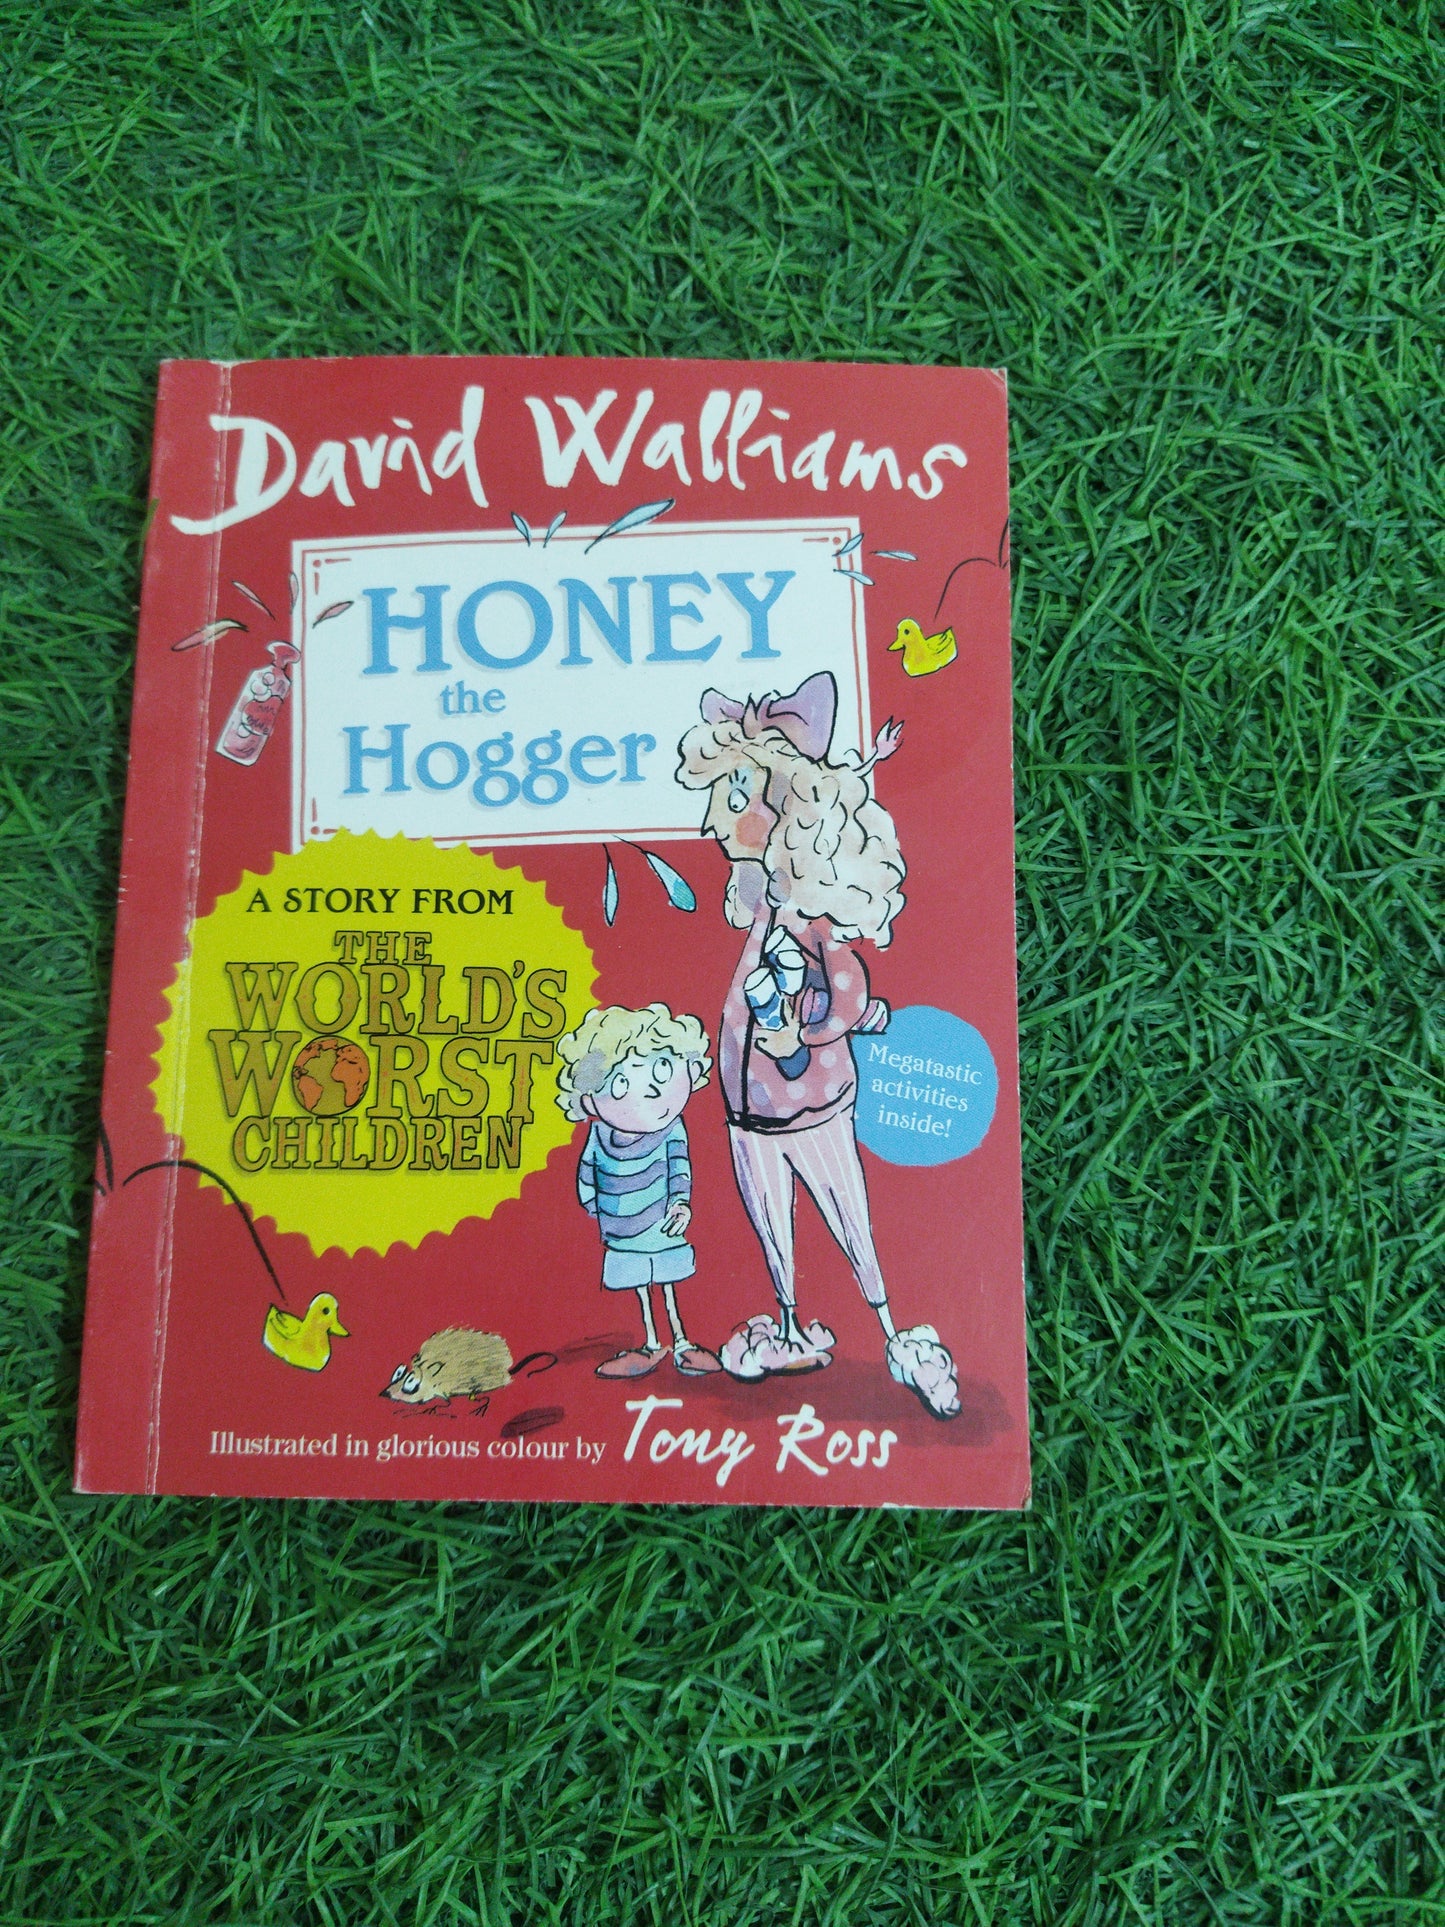 David Walliams
HONEY
the
Hogger
A STORY FROM
THE
WORLD'S
WORST
CHILDREN
Megatastic
activities
inside!
Illustrated in glorious colour by Tony Ross